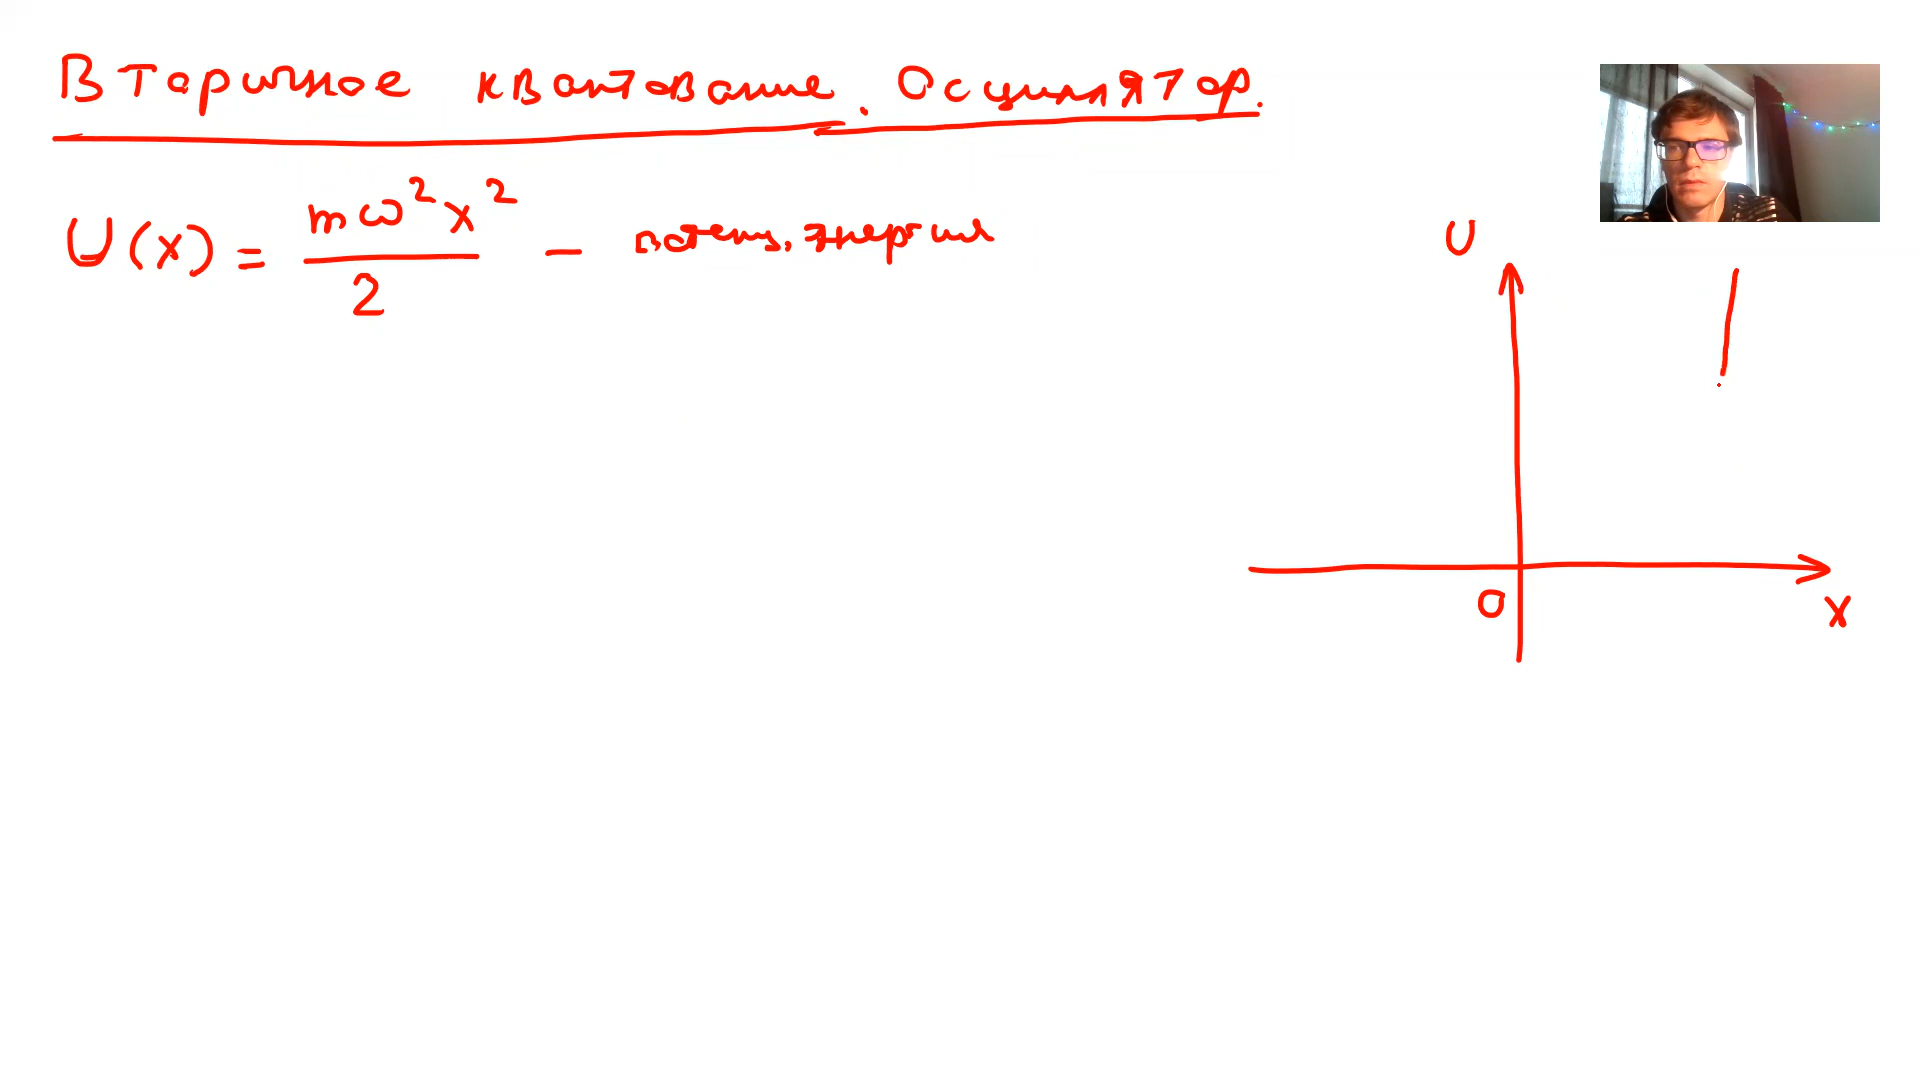 Вторичное квантование. Осциллятор.
U(x) = mω²x²/2 – потенц. энергия
U
0
x